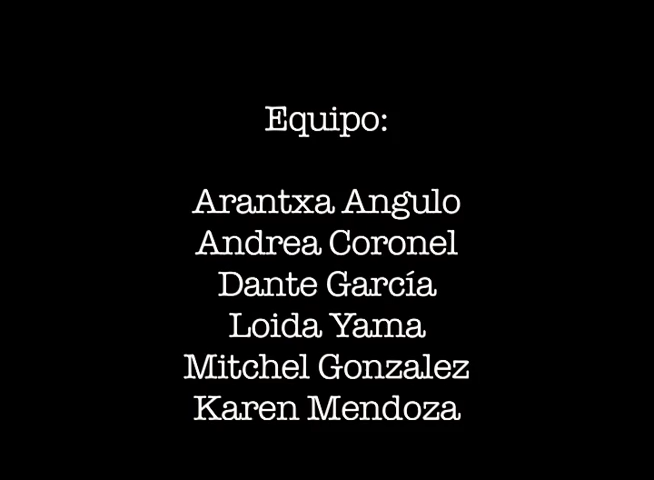 Equipo:
Arantxa Angulo
Andrea Coronel
Dante García
Loida Yama
Mitchel Gonzalez
Karen Mendoza